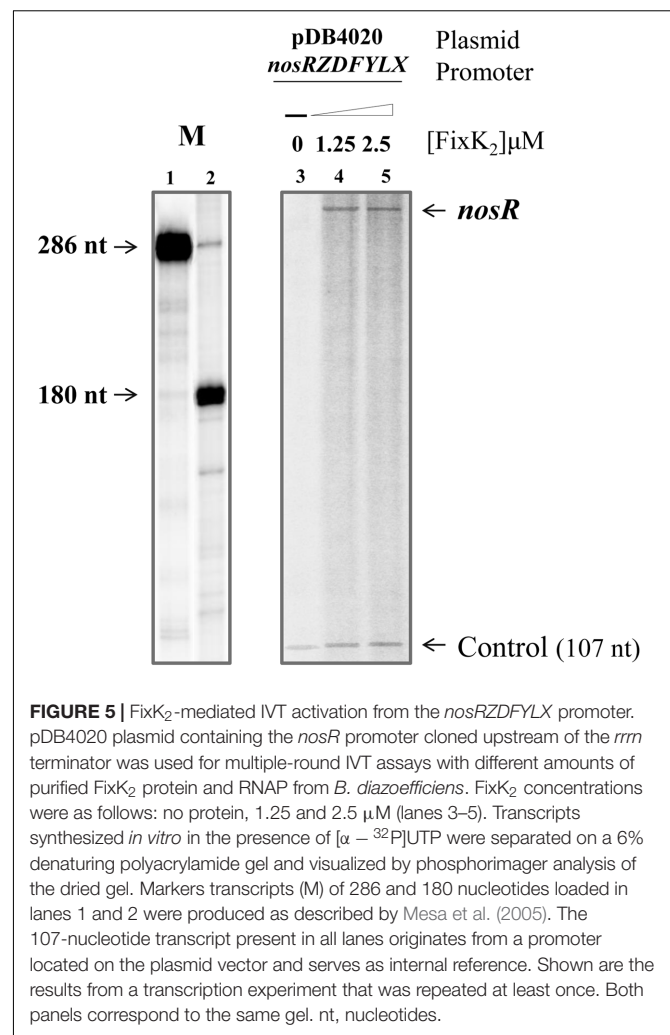 pDB4020 Plasmid
nosRZDFYLX Promoter
M
0 1.25 2.5 [FixK₂]µM
1 2 3 4 5
← nosR
286 nt →
180 nt →
← Control (107 nt)
FIGURE 5 | FixK₂-mediated IVT activation from the nosRZDFYLX promoter.
pDB4020 plasmid containing the nosR promoter cloned upstream of the rrrn
terminator was used for multiple-round IVT assays with different amounts of
purified FixK₂ protein and RNAP from B. diazoefficiens. FixK₂ concentrations
were as follows: no protein, 1.25 and 2.5 µM (lanes 3–5). Transcripts
synthesized in vitro in the presence of [α − ³²P]UTP were separated on a 6%
denaturing polyacrylamide gel and visualized by phosphorimager analysis of
the dried gel. Markers transcripts (M) of 286 and 180 nucleotides loaded in
lanes 1 and 2 were produced as described by Mesa et al. (2005). The
107-nucleotide transcript present in all lanes originates from a promoter
located on the plasmid vector and serves as internal reference. Shown are the
results from a transcription experiment that was repeated at least once. Both
panels correspond to the same gel. nt, nucleotides.